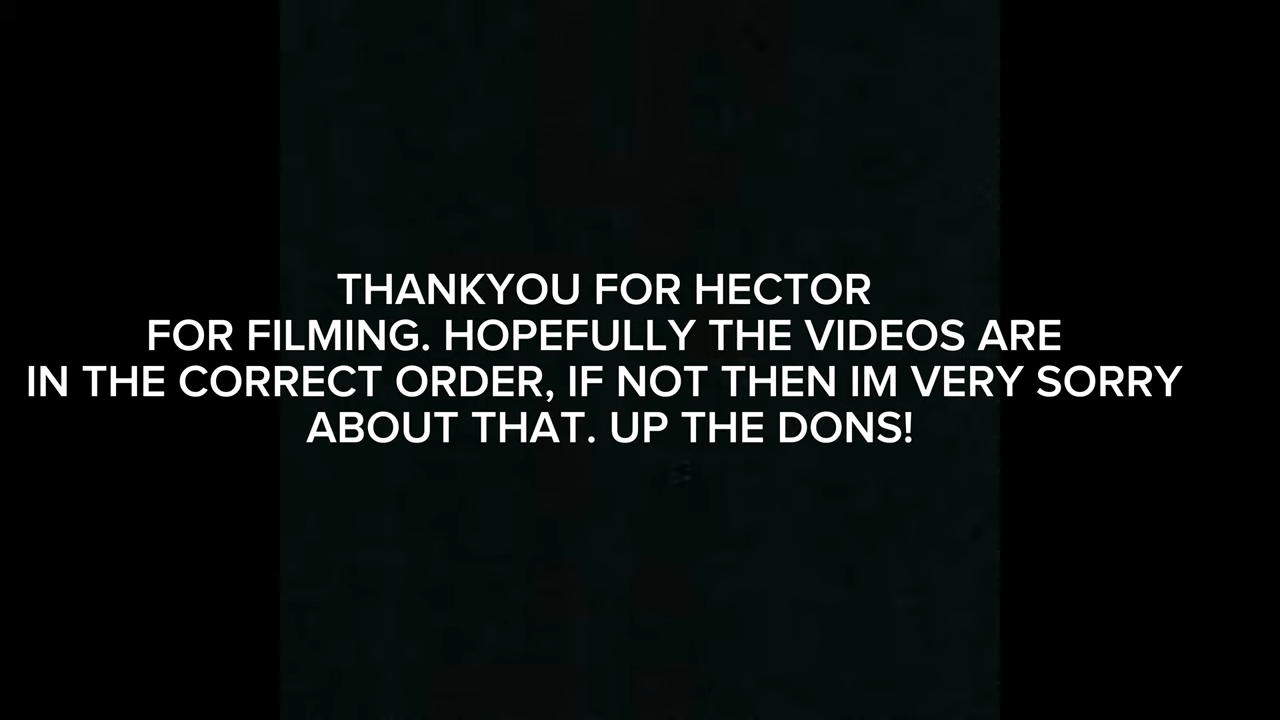 THANKYOU FOR HECTOR
FOR FILMING. HOPEFULLY THE VIDEOS ARE
IN THE CORRECT ORDER, IF NOT THEN IM VERY SORRY
ABOUT THAT. UP THE DONS!